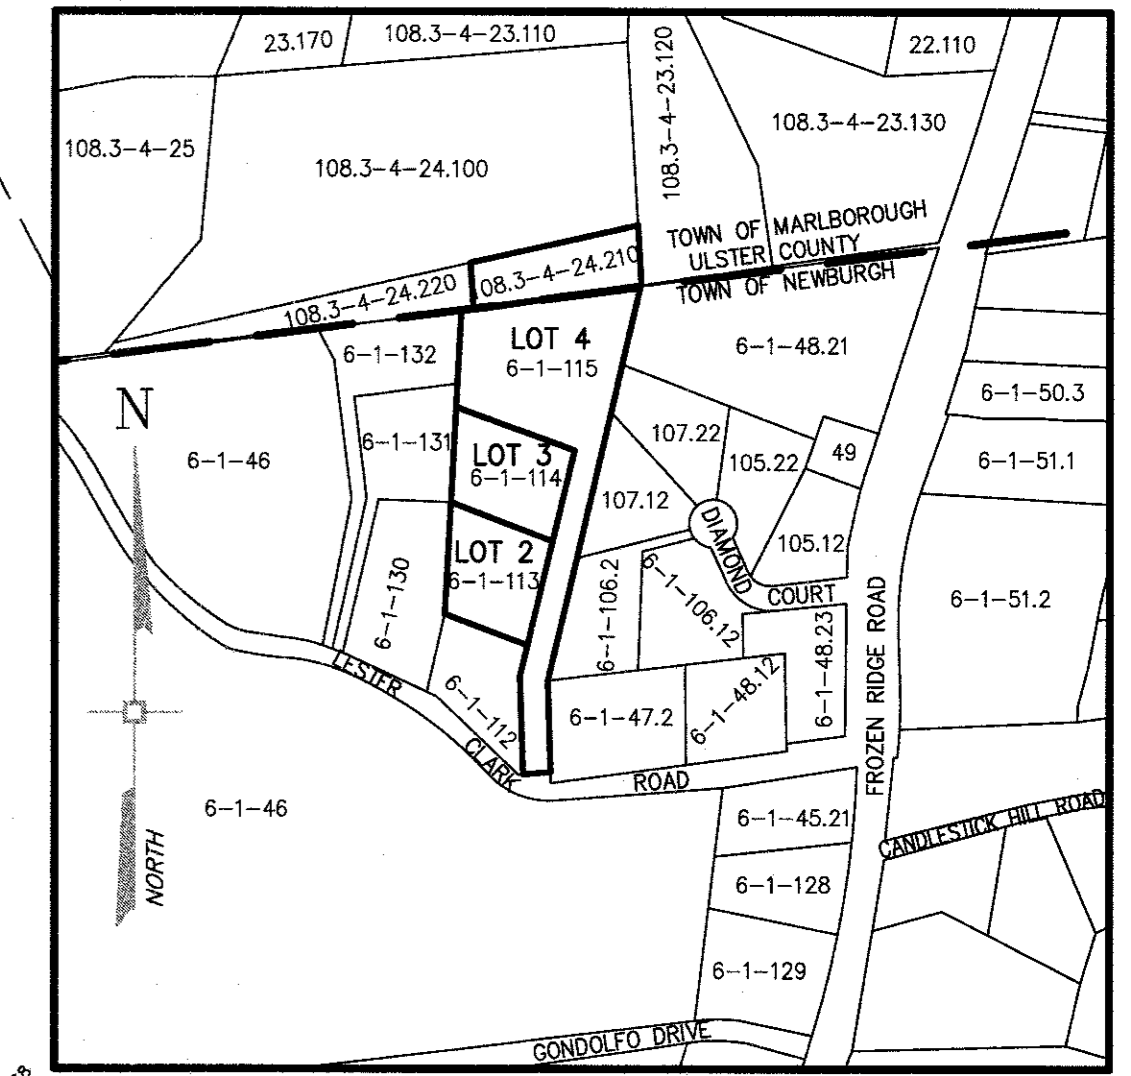 23.170
108.3-4-23.110
108.3-4-23.120
22.110
108.3-4-25
108.3-4-24.100
108.3-4-23.130
TOWN OF MARLBOROUGH
ULSTER COUNTY
TOWN OF NEWBURGH
108.3-4-24.220
108.3-4-24.210
LOT 4
6-1-115
6-1-132
6-1-48.21
6-1-50.3
N
6-1-46
6-1-131
LOT 3
6-1-114
107.22
105.22
49
6-1-51.1
107.12
DIAMOND
COURT
105.12
LOT 2
6-1-113
6-1-130
6-1-106.2
6-1-106.12
6-1-48.23
6-1-51.2
FROZEN RIDGE ROAD
LESTER
CLARK
ROAD
6-1-112
6-1-47.2
6-1-48.12
6-1-46
NORTH
6-1-45.21
CANDLESTICK HILL ROAD
6-1-128
6-1-129
GONDOLFO DRIVE